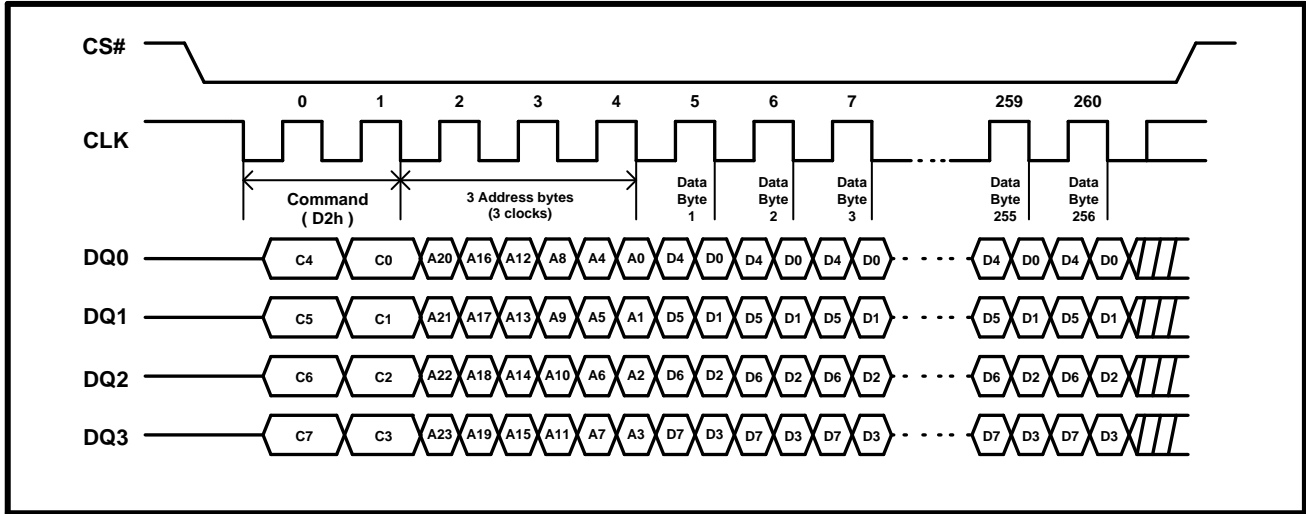 CS#
0 1 2 3 4 5 6 7 259 260
CLK
Command
( D2h )
3 Address bytes
(3 clocks)
Data
Byte
1
Data
Byte
2
Data
Byte
3
Data
Byte
255
Data
Byte
256
DQ0 C4 C0 A20 A16 A12 A8 A4 A0 D4 D0 D4 D0 D4 D0 D4 D0 D4 D0
DQ1 C5 C1 A21 A17 A13 A9 A5 A1 D5 D1 D5 D1 D5 D1 D5 D1 D5 D1
DQ2 C6 C2 A22 A18 A14 A10 A6 A2 D6 D2 D6 D2 D6 D2 D6 D2 D6 D2
DQ3 C7 C3 A23 A19 A15 A11 A7 A3 D7 D3 D7 D3 D7 D3 D7 D3 D7 D3